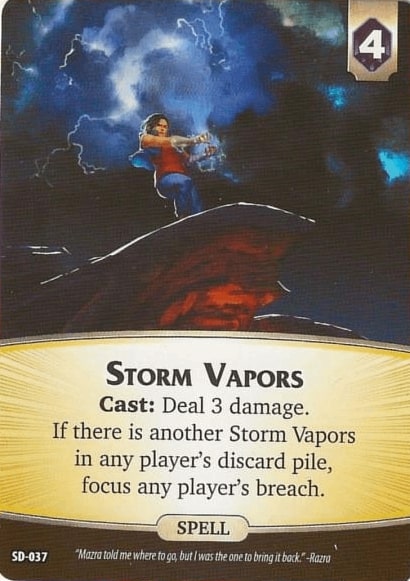 4
STORM VAPORS
Cast: Deal 3 damage.
If there is another Storm Vapors
in any player's discard pile,
focus any player's breach.
SPELL
SD-037
"Mazra told me where to go, but I was the one to bring it back." -Razra